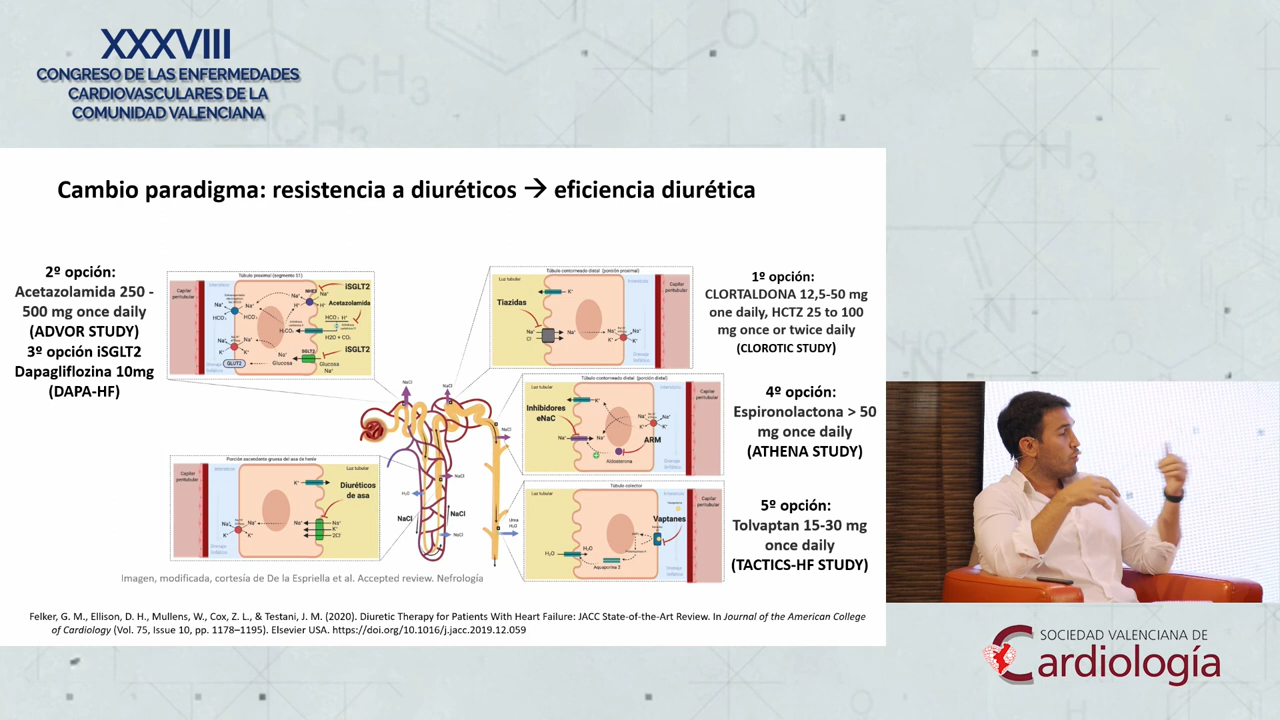 XXXVIII
CONGRESO DE LAS ENFERMEDADES
CARDIOVASCULARES DE LA
COMUNIDAD VALENCIANA
Cambio paradigma: resistencia a diuréticos → eficiencia diurética
2º opción:
Acetazolamida 250 -
500 mg once daily
(ADVOR STUDY)
3º opción iSGLT2
Dapagliflozina 10mg
(DAPA-HF)
Túbulo proximal (segmento S1)
Capilar
peritubular
iSGLT2
Acetazolamida
iSGLT2
Glucosa
Na⁺
GLUT2
Glucosa
Porción ascendente gruesa del asa de henle
Capilar
peritubular
Luz tubular
Diuréticos
de asa
Túbulo contorneado distal (porción proximal)
Luz tubular
Capilar
peritubular
Tiazidas
Túbulo contorneado distal (porción distal)
Luz tubular
Capilar
peritubular
Inhibidores
eNaC
ARM
Aldosterona
Túbulo colector
Luz tubular
Capilar
peritubular
Vaptanes
H₂O
H₂O
Acuaporina 2
NaCl
NaCl
NaCl
NaCl
H₂O
NaCl
NaCl
NaCl
Urea
H₂O
1º opción:
CLORTALDONA 12,5-50 mg
one daily, HCTZ 25 to 100
mg once or twice daily
(CLOROTIC STUDY)
4º opción:
Espironolactona > 50
mg once daily
(ATHENA STUDY)
5º opción:
Tolvaptan 15-30 mg
once daily
(TACTICS-HF STUDY)
Imagen, modificada, cortesía de De la Espriella et al. Accepted review. Nefrología
Felker, G. M., Ellison, D. H., Mullens, W., Cox, Z. L., & Testani, J. M. (2020). Diuretic Therapy for Patients With Heart Failure: JACC State-of-the-Art Review. In Journal of the American College
of Cardiology (Vol. 75, Issue 10, pp. 1178–1195). Elsevier USA. https://doi.org/10.1016/j.jacc.2019.12.059
SOCIEDAD VALENCIANA DE
Cardiología